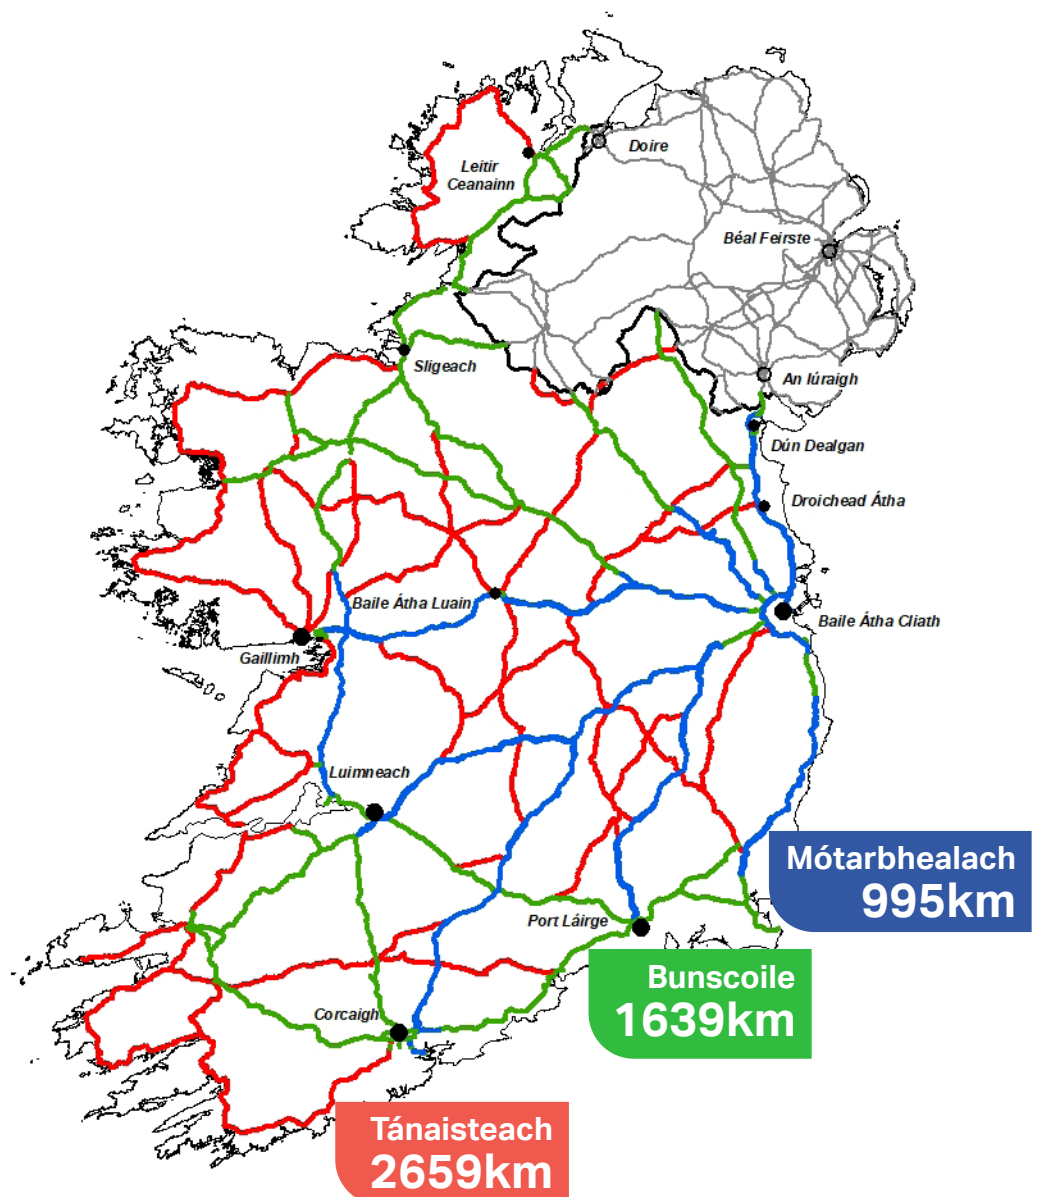 Doire
Leitir
Ceanainn
Béal Feirste
Sligeach
An Iúraigh
Dún Dealgan
Droichead Átha
Baile Átha Luain
Baile Átha Cliath
Gaillimh
Luimneach
Mótarbhealach
995km
Port Láirge
Bunscoile
1639km
Corcaigh
Tánaisteach
2659km